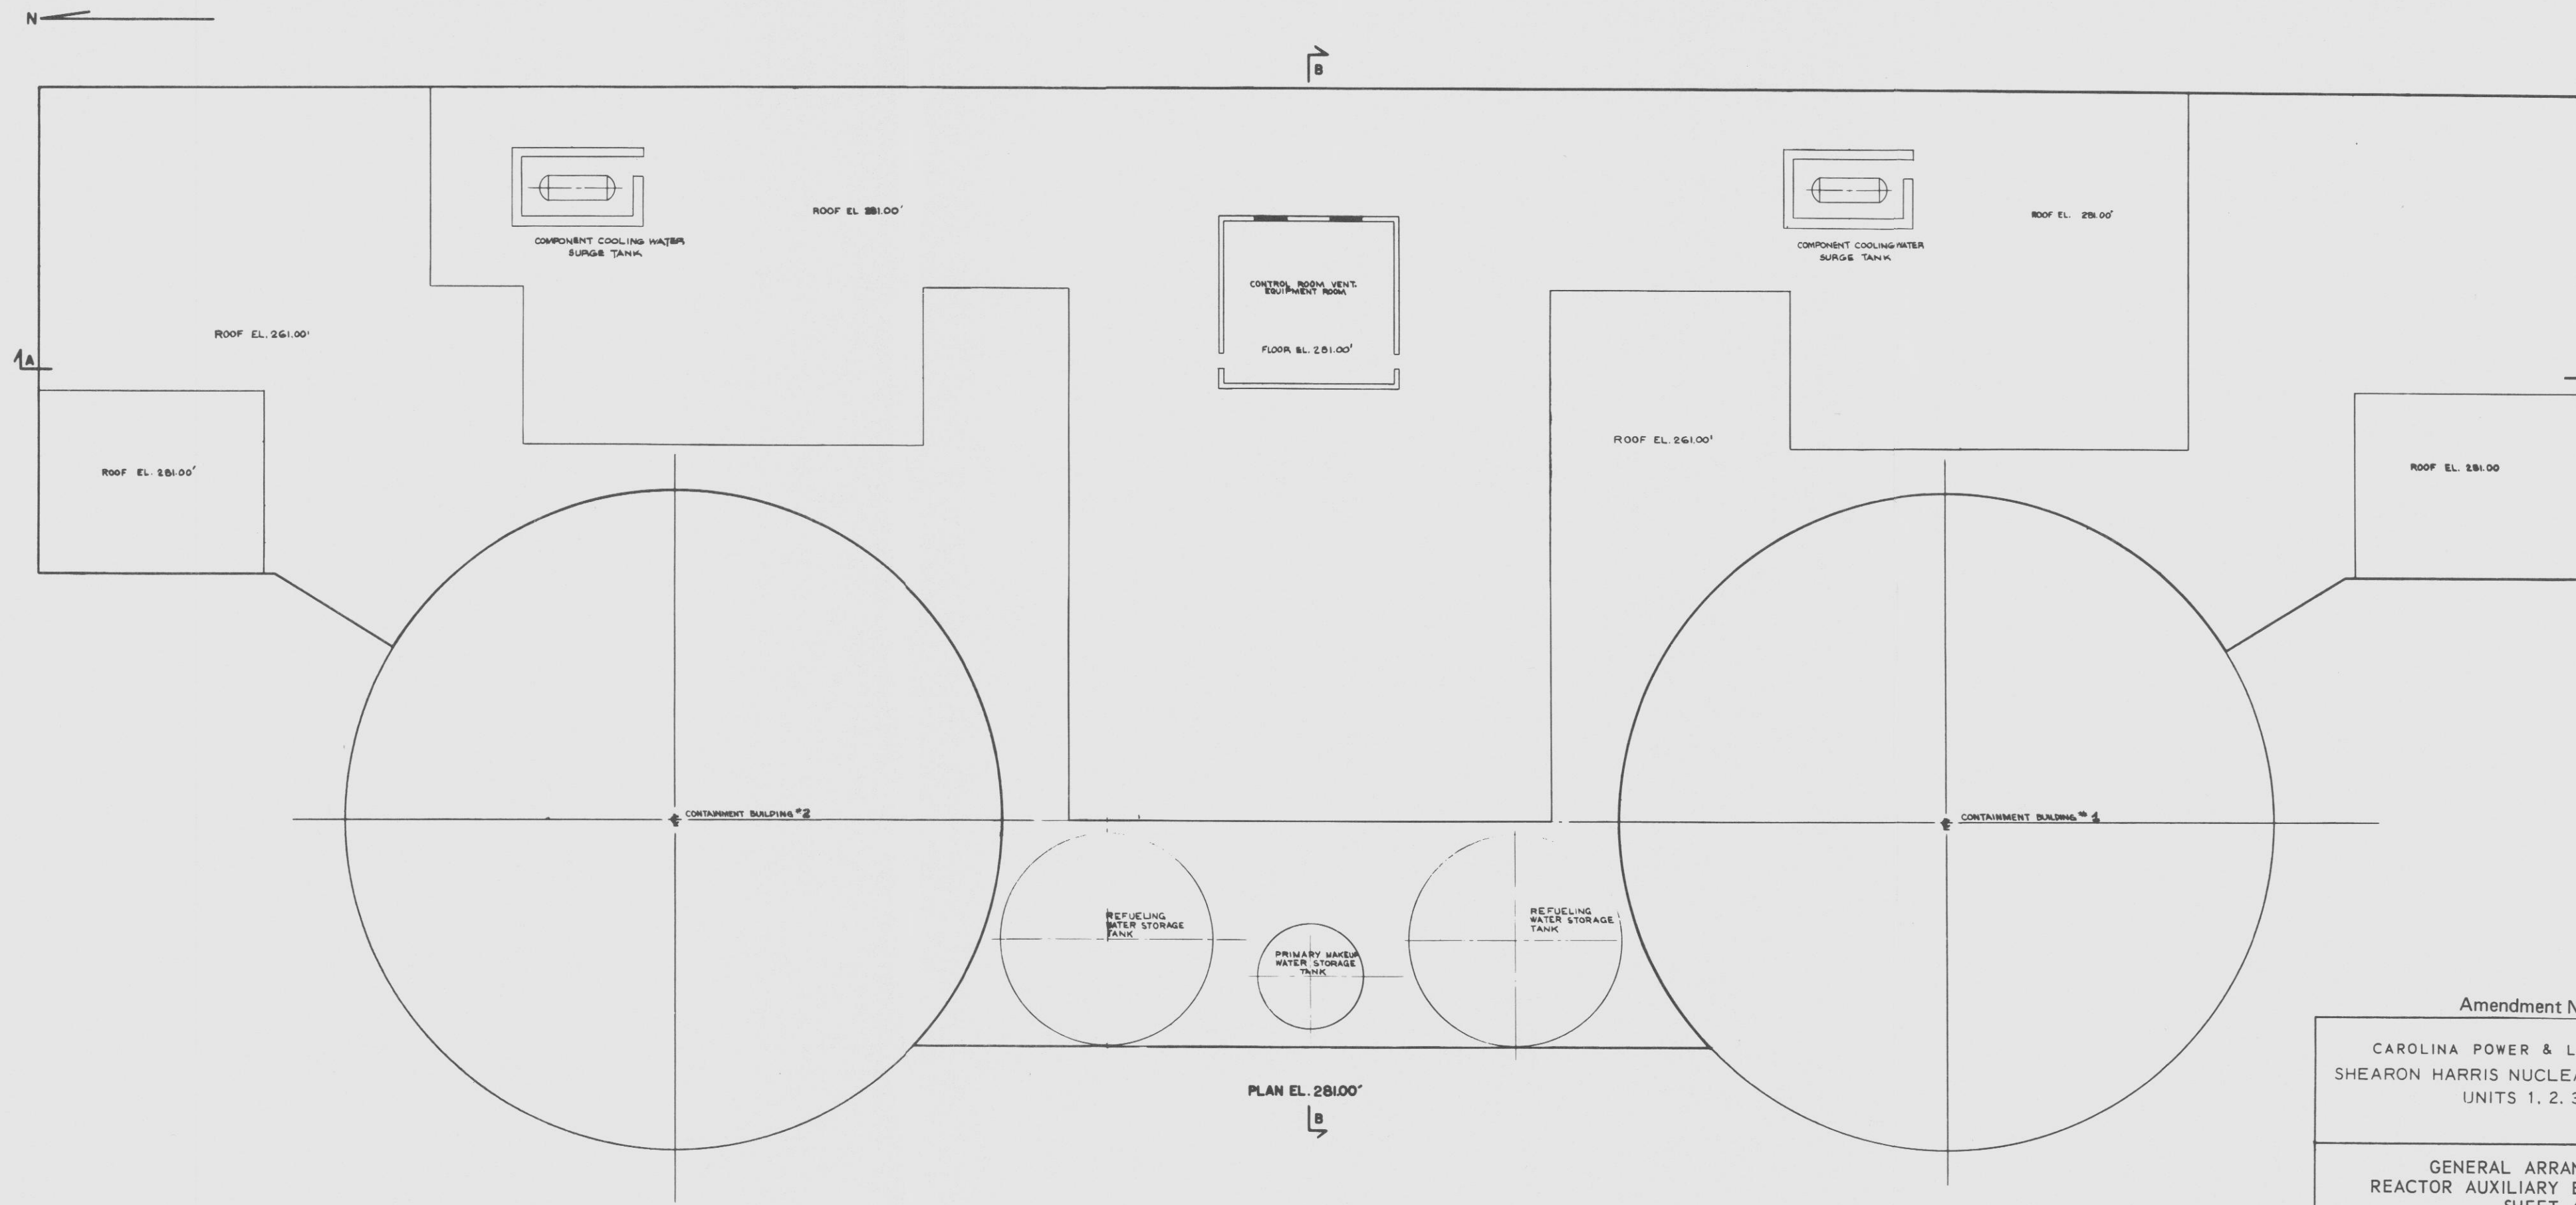 N
B
ROOF EL 281.00'
COMPONENT COOLING WATER
SURGE TANK
ROOF EL. 281.00'
COMPONENT COOLING WATER
SURGE TANK
CONTROL ROOM VENT.
EQUIPMENT ROOM
FLOOR EL. 281.00'
ROOF EL. 261.00'
A
ROOF EL. 261.00'
ROOF EL. 281.00'
ROOF EL. 281.00
CONTAINMENT BUILDING #2
CONTAINMENT BUILDING # 1
REFUELING
WATER STORAGE
TANK
REFUELING
WATER STORAGE
TANK
PRIMARY MAKEUP
WATER STORAGE
TANK
PLAN EL. 281.00'
B
Amendment N
CAROLINA POWER & L
SHEARON HARRIS NUCLEA
UNITS 1, 2, 3
GENERAL ARRAN
REACTOR AUXILIARY B
SHEET